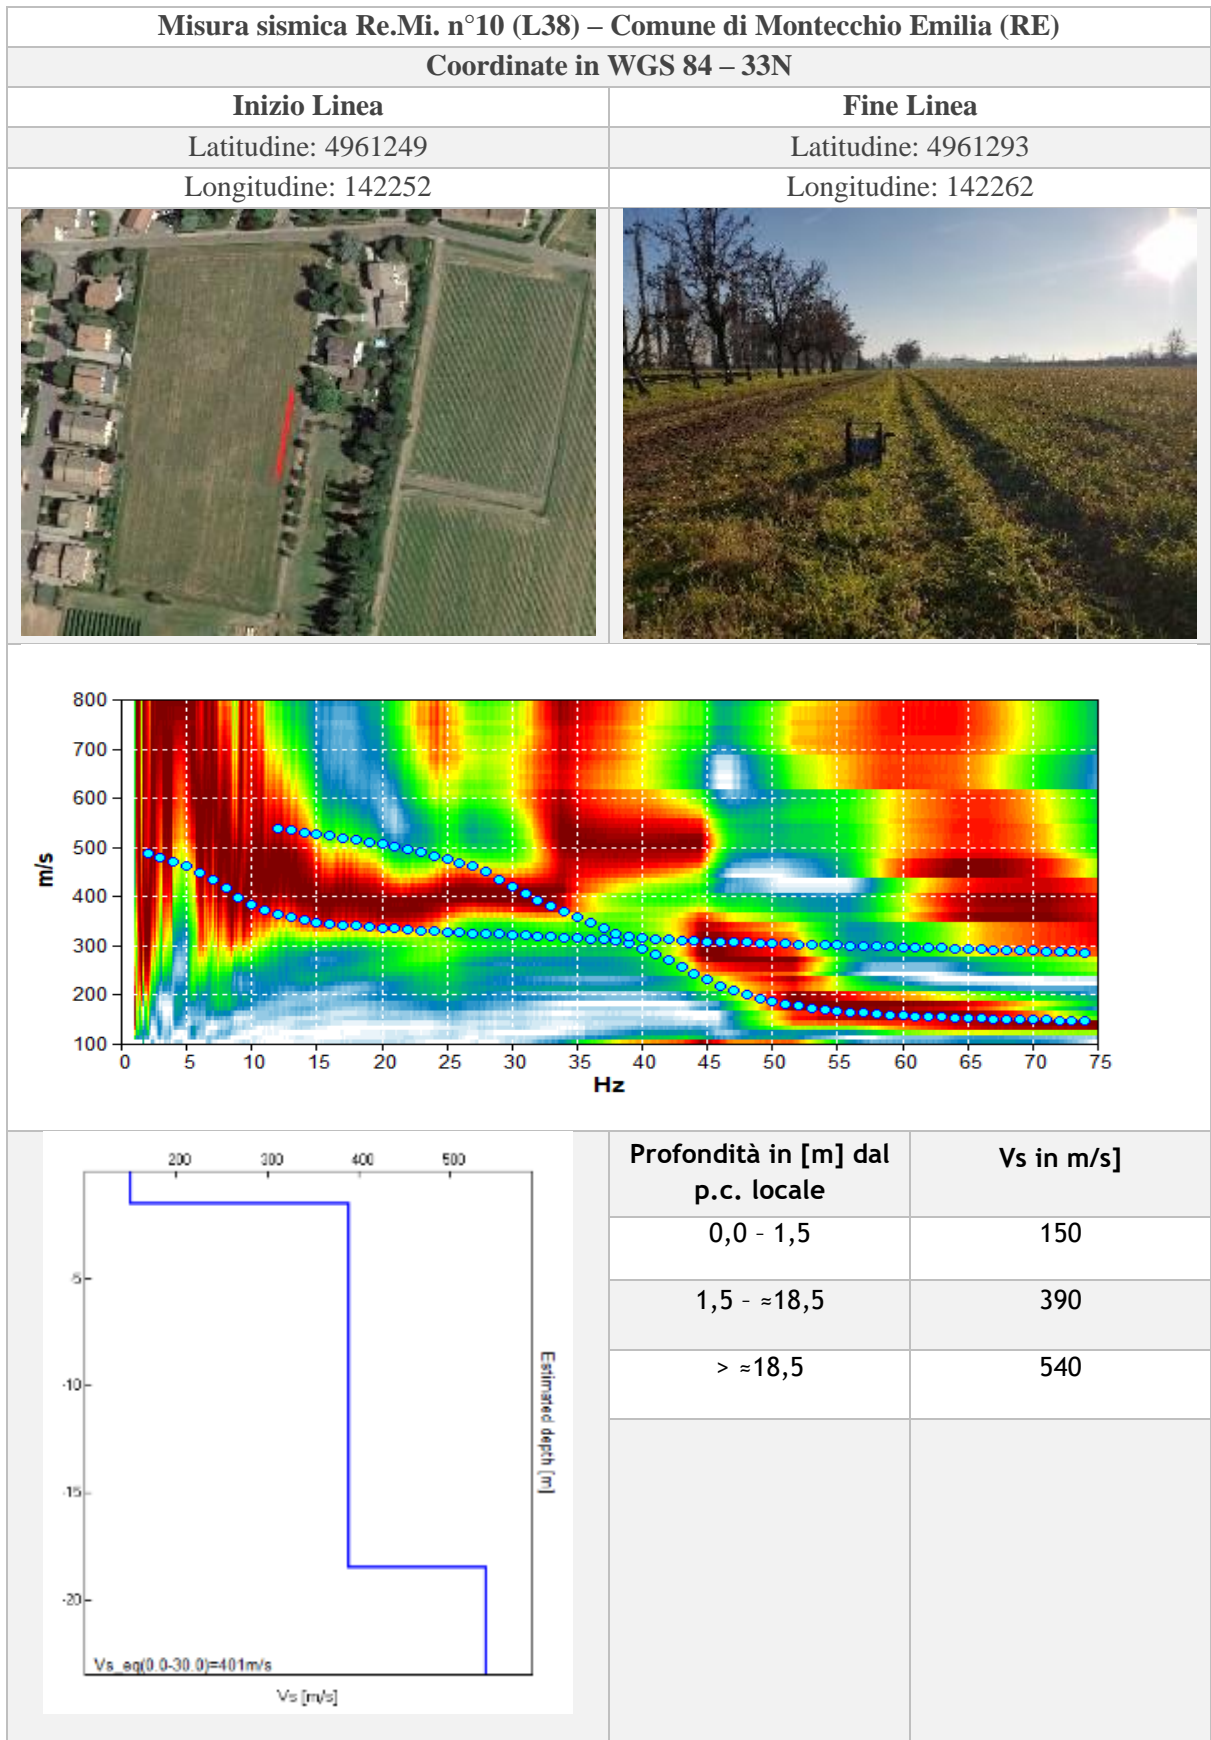 Misura sismica Re.Mi. n°10 (L38) – Comune di Montecchio Emilia (RE)
Coordinate in WGS 84 – 33N
Inizio Linea
Fine Linea
Latitudine: 4961249
Latitudine: 4961293
Longitudine: 142252
Longitudine: 142262
800
700
600
500
400
300
200
100
m/s
0 5 10 15 20 25 30 35 40 45 50 55 60 65 70 75
Hz
200 300 400 500
-5
-10
-15
-20
Estimated depth [m]
Vs_eq(0.0-30.0)=401m/s
Vs [m/s]
Profondità in [m] dal
p.c. locale
Vs in m/s]
0,0 – 1,5
150
1,5 – ≈18,5
390
> ≈18,5
540